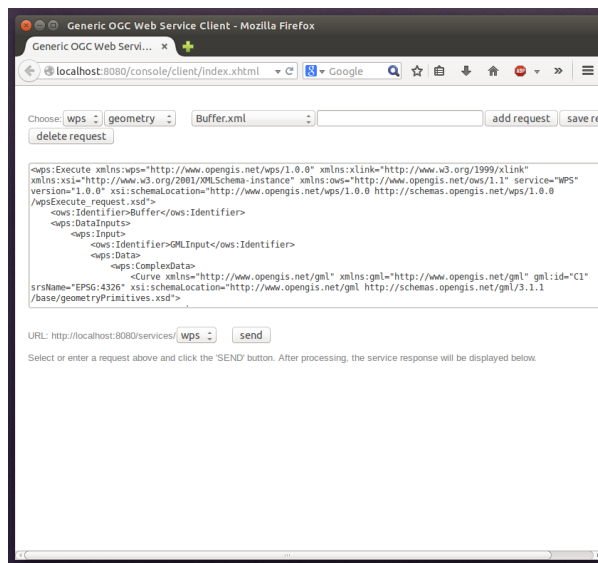 Generic OGC Web Service Client - Mozilla Firefox
Generic OGC Web Servi...
localhost:8080/console/client/index.xhtml
Google
ABP
Choose: wps geometry Buffer.xml add request save re
delete request
<wps:Execute xmlns:wps="http://www.opengis.net/wps/1.0.0" xmlns:xlink="http://www.w3.org/1999/xlink"
xmlns:xsi="http://www.w3.org/2001/XMLSchema-instance" xmlns:ows="http://www.opengis.net/ows/1.1" service="WPS"
version="1.0.0" xsi:schemaLocation="http://www.opengis.net/wps/1.0.0 http://schemas.opengis.net/wps/1.0.0
/wpsExecute_request.xsd">
<ows:Identifier>Buffer</ows:Identifier>
<wps:DataInputs>
<wps:Input>
<ows:Identifier>GMLInput</ows:Identifier>
<wps:Data>
<wps:ComplexData>
<Curve xmlns="http://www.opengis.net/gml" xmlns:gml="http://www.opengis.net/gml" gml:id="C1"
srsName="EPSG:4326" xsi:schemaLocation="http://www.opengis.net/gml http://schemas.opengis.net/gml/3.1.1
/base/geometryPrimitives.xsd">
URL: http://localhost:8080/services/ wps send
Select or enter a request above and click the 'SEND' button. After processing, the service response will be displayed below.